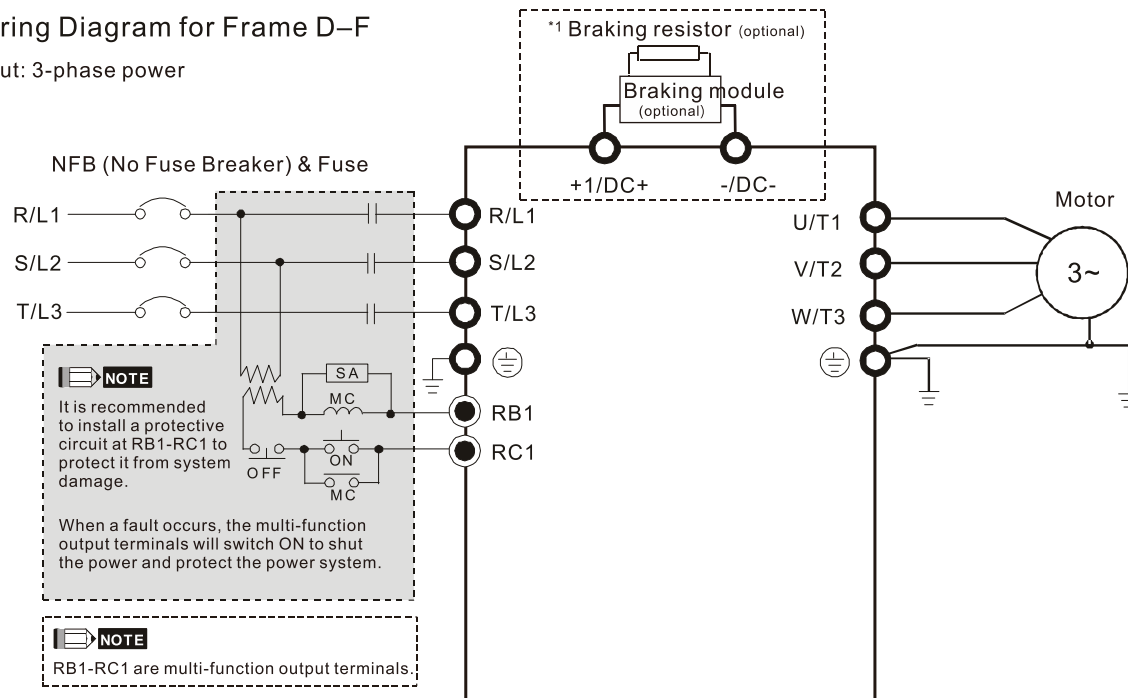 ring Diagram for Frame D–F
ut: 3-phase power
*1 Braking resistor (optional)
Braking module
(optional)
+1/DC+
-/DC-
NFB (No Fuse Breaker) & Fuse
R/L1
S/L2
T/L3
R/L1
S/L2
T/L3
RB1
RC1
U/T1
V/T2
W/T3
Motor
3~
SA
MC
OFF
ON
MC
NOTE
It is recommended
to install a protective
circuit at RB1-RC1 to
protect it from system
damage.
When a fault occurs, the multi-function
output terminals will switch ON to shut
the power and protect the power system.
NOTE
RB1-RC1 are multi-function output terminals.